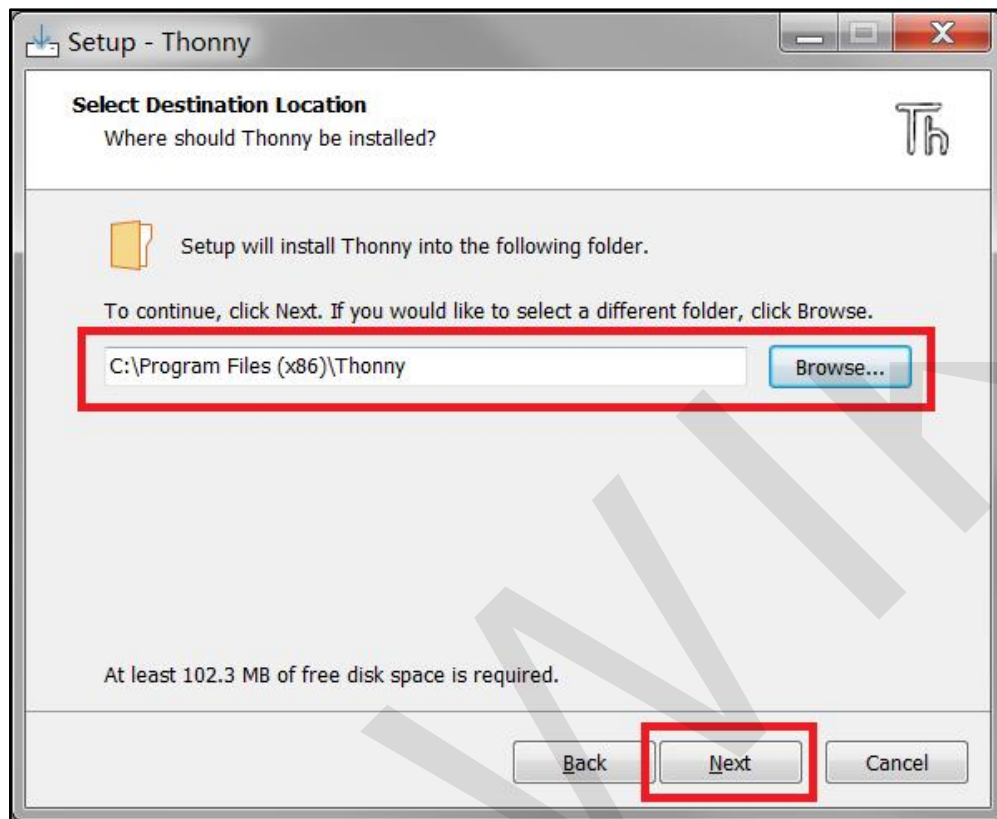 Setup - Thonny
Select Destination Location
Where should Thonny be installed?
Th
Setup will install Thonny into the following folder.
To continue, click Next. If you would like to select a different folder, click Browse.
C:\Program Files (x86)\Thonny
Browse...
At least 102.3 MB of free disk space is required.
Back
Next
Cancel